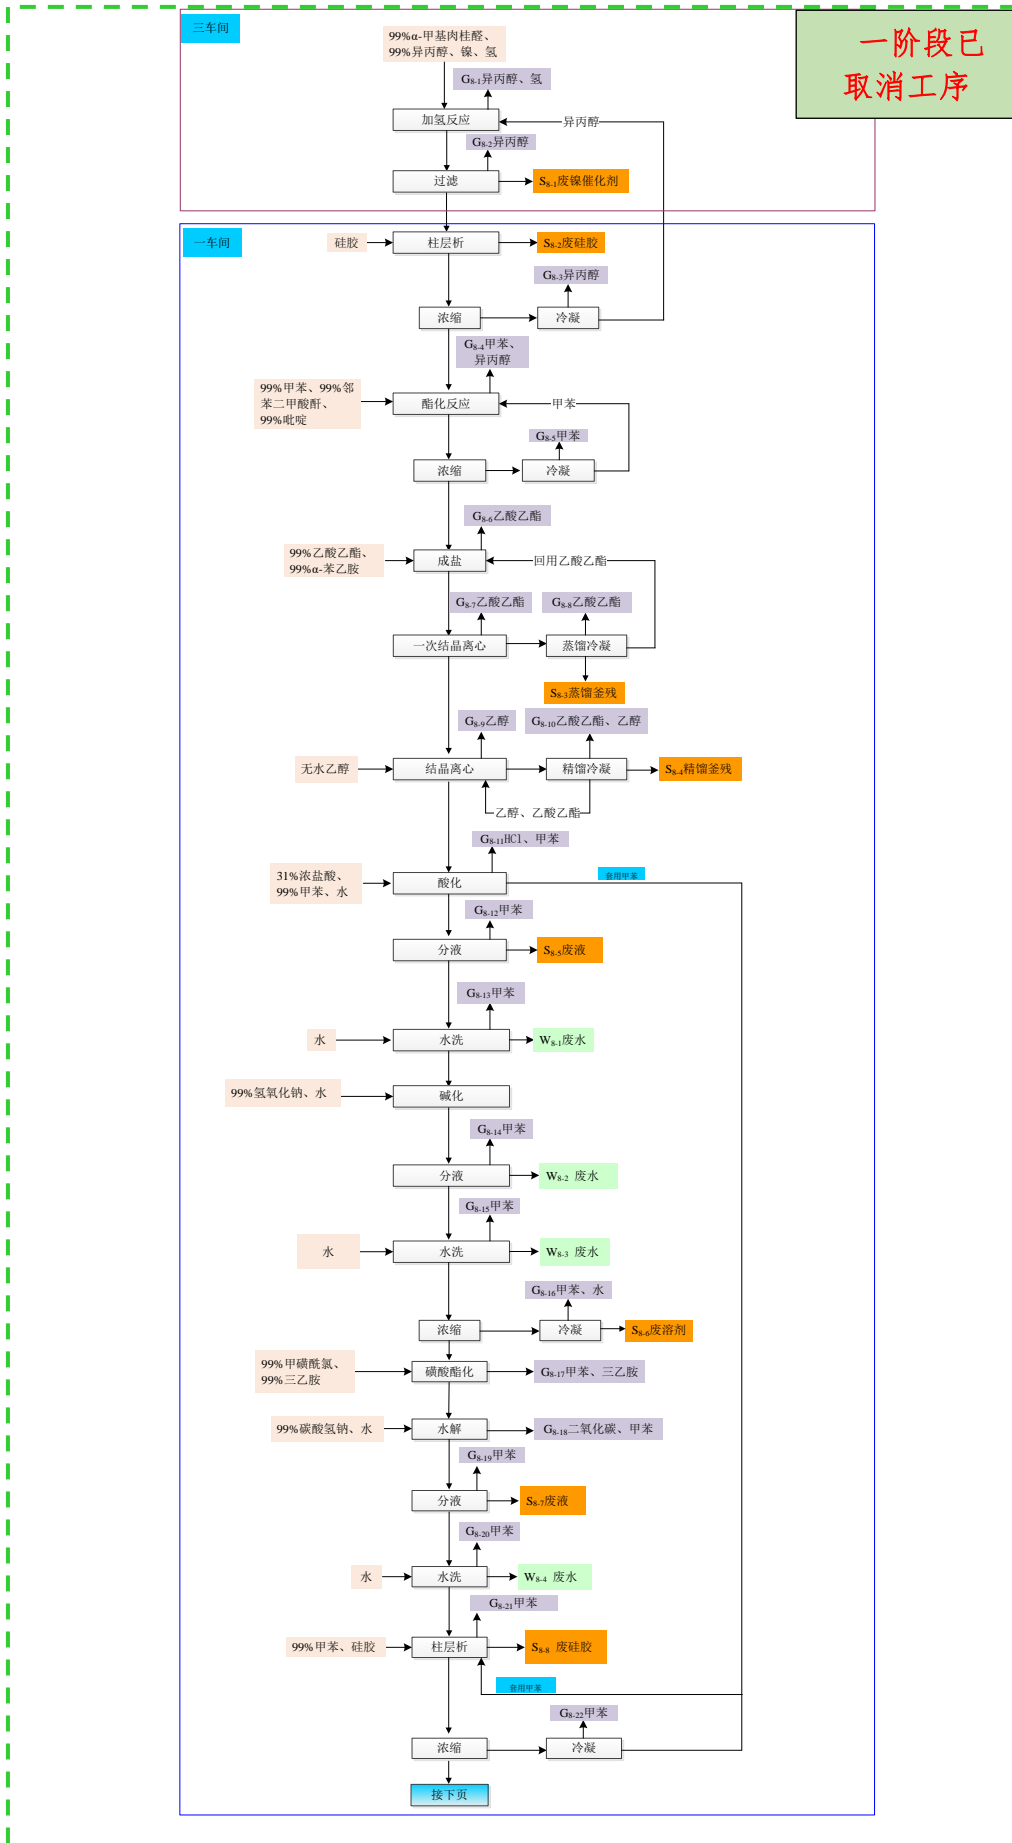 三车间
一阶段已
取消工序
99%α-甲基肉桂醛、
99%异丙醇、镍、氢
G8-1异丙醇、氢
加氢反应
异丙醇
G8-2异丙醇
过滤
S8-1废镍催化剂
一车间
硅胶
柱层析
S8-2废硅胶
G8-3异丙醇
浓缩
冷凝
G8-4甲苯、
异丙醇
99%甲苯、99%邻
苯二甲酸酐、
99%吡啶
酯化反应
甲苯
G8-5甲苯
浓缩
冷凝
G8-6乙酸乙酯
99%乙酸乙酯、
99%α-苯乙胺
成盐
回用乙酸乙酯
G8-7乙酸乙酯
G8-8乙酸乙酯
一次结晶离心
蒸馏冷凝
S8-3蒸馏釜残
G8-9乙醇
G8-10乙酸乙酯、乙醇
无水乙醇
结晶离心
精馏冷凝
S8-4精馏釜残
乙醇、乙酸乙酯
G8-11HCl、甲苯
31%浓盐酸、
99%甲苯、水
酸化
套用甲苯
G8-12甲苯
分液
S8-5废液
G8-13甲苯
水
水洗
W8-1废水
99%氢氧化钠、水
碱化
G8-14甲苯
分液
W8-2 废水
G8-15甲苯
水
水洗
W8-3 废水
G8-16甲苯、水
浓缩
冷凝
S8-6废溶剂
99%甲磺酰氯、
99%三乙胺
磺酸酯化
G8-17甲苯、三乙胺
99%碳酸氢钠、水
水解
G8-18二氧化碳、甲苯
G8-19甲苯
分液
S8-7废液
G8-20甲苯
水
水洗
W8-4 废水
G8-21甲苯
99%甲苯、硅胶
柱层析
S8-8 废硅胶
套用甲苯
G8-22甲苯
浓缩
冷凝
接下页